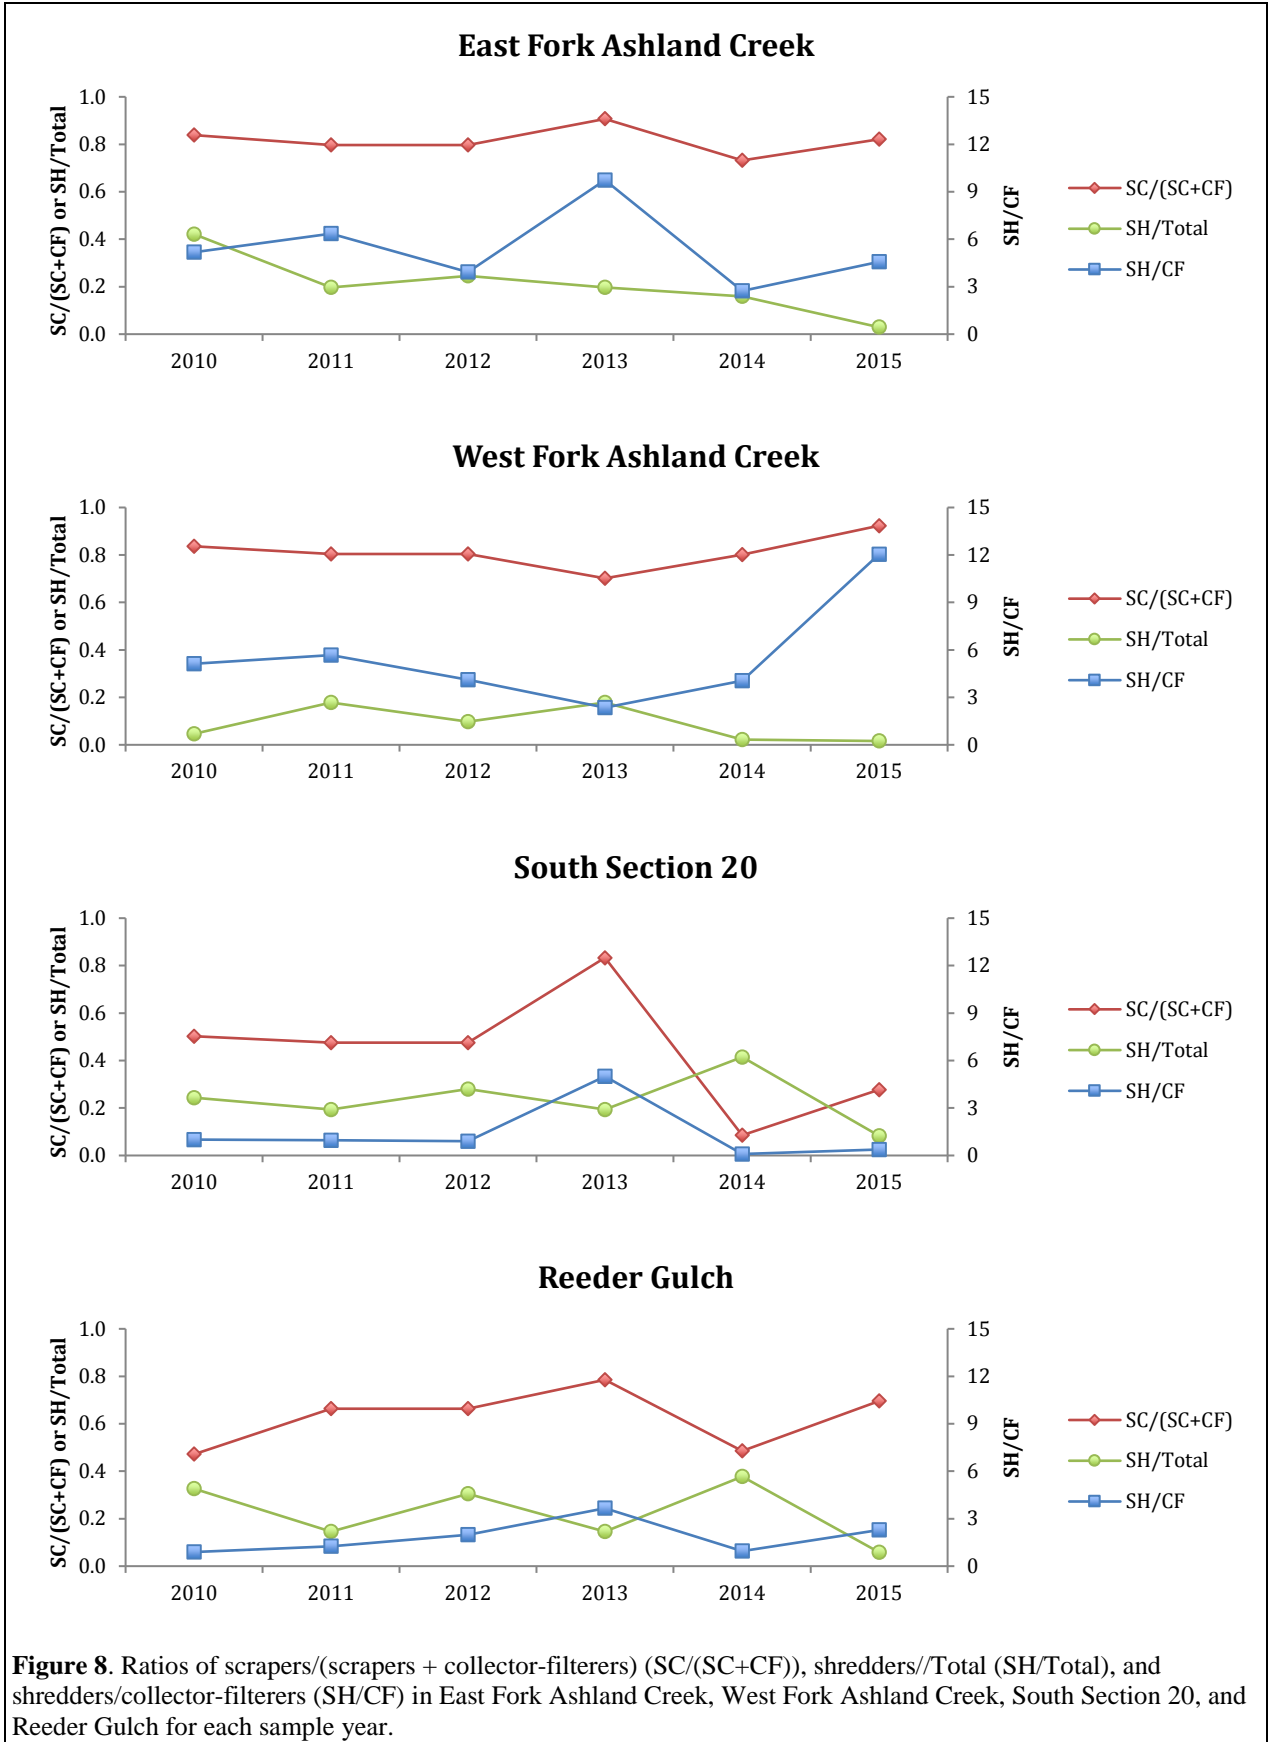 East Fork Ashland Creek
SC/(SC+CF) or SH/Total
1.0
0.8
0.6
0.4
0.2
0.0
15
12
9
6
3
0
SH/CF
2010 2011 2012 2013 2014 2015
SC/(SC+CF)
SH/Total
SH/CF
West Fork Ashland Creek
SC/(SC+CF) or SH/Total
1.0
0.8
0.6
0.4
0.2
0.0
15
12
9
6
3
0
SH/CF
2010 2011 2012 2013 2014 2015
SC/(SC+CF)
SH/Total
SH/CF
South Section 20
SC/(SC+CF) or SH/Total
1.0
0.8
0.6
0.4
0.2
0.0
15
12
9
6
3
0
SH/CF
2010 2011 2012 2013 2014 2015
SC/(SC+CF)
SH/Total
SH/CF
Reeder Gulch
SC/(SC+CF) or SH/Total
1.0
0.8
0.6
0.4
0.2
0.0
15
12
9
6
3
0
SH/CF
2010 2011 2012 2013 2014 2015
SC/(SC+CF)
SH/Total
SH/CF
Figure 8. Ratios of scrapers/(scrapers + collector-filterers) (SC/(SC+CF)), shredders//Total (SH/Total), and
shredders/collector-filterers (SH/CF) in East Fork Ashland Creek, West Fork Ashland Creek, South Section 20, and
Reeder Gulch for each sample year.